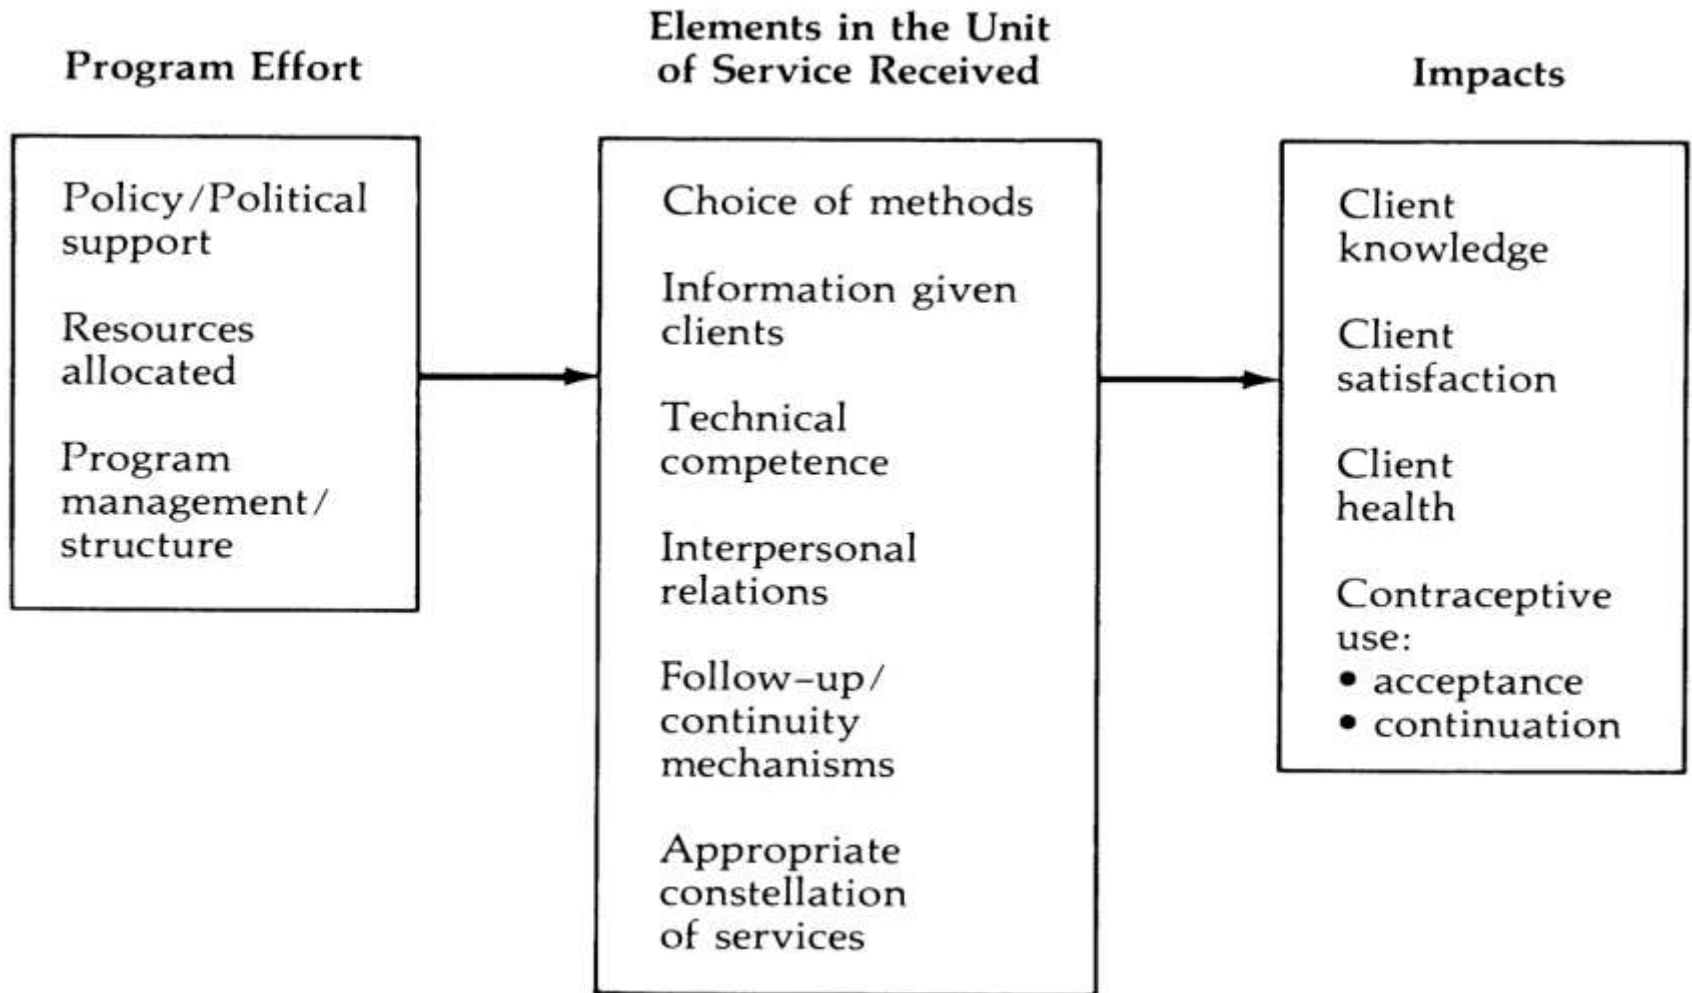 Program Effort
Policy/Political
support
Resources
allocated
Program
management/
structure
Elements in the Unit
of Service Received
Choice of methods
Information given
clients
Technical
competence
Interpersonal
relations
Follow-up/
continuity
mechanisms
Appropriate
constellation
of services
Impacts
Client
knowledge
Client
satisfaction
Client
health
Contraceptive
use:
• acceptance
• continuation